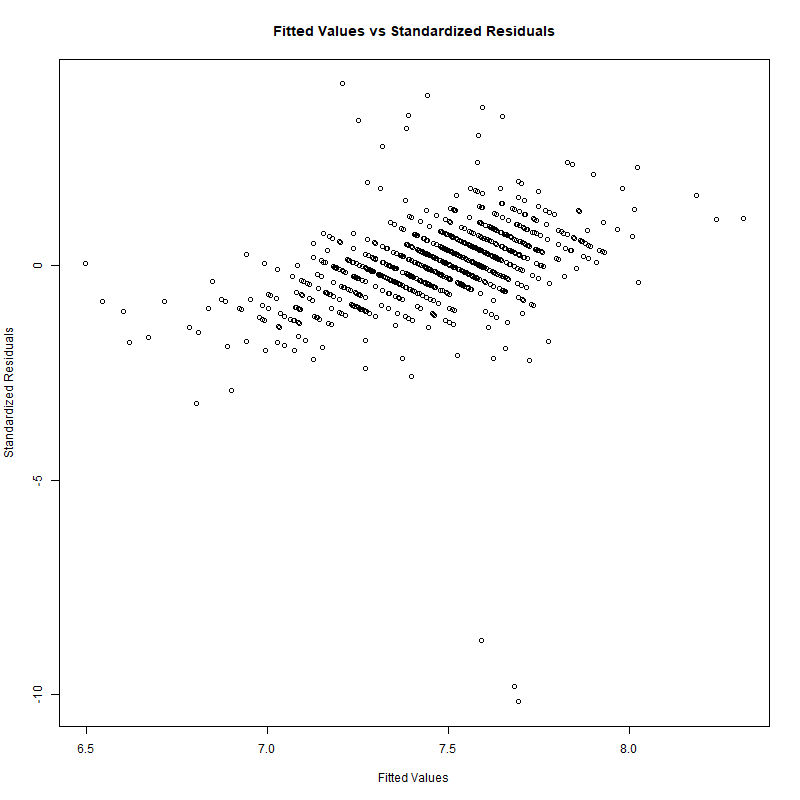 Fitted Values vs Standardized Residuals
Standardized Residuals
0
-5
-10
6.5 7.0 7.5 8.0
Fitted Values